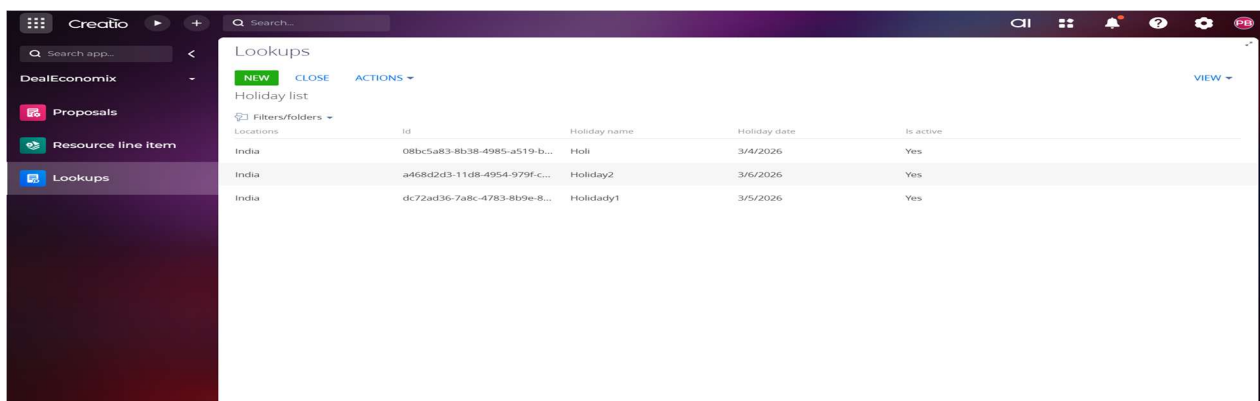 Creatio
Search...
ai
PB
Search app...
DealEconomix
Proposals
Resource line item
Lookups
Lookups
NEW CLOSE ACTIONS VIEW
Holiday list
Filters/folders
Locations Id Holiday name Holiday date Is active
India 08bc5a83-8b38-4985-a519-b... Holi 3/4/2026 Yes
India a468d2d3-11d8-4954-979f-c... Holiday2 3/6/2026 Yes
India dc72ad36-7a8c-4783-8b9e-8... Holidady1 3/5/2026 Yes